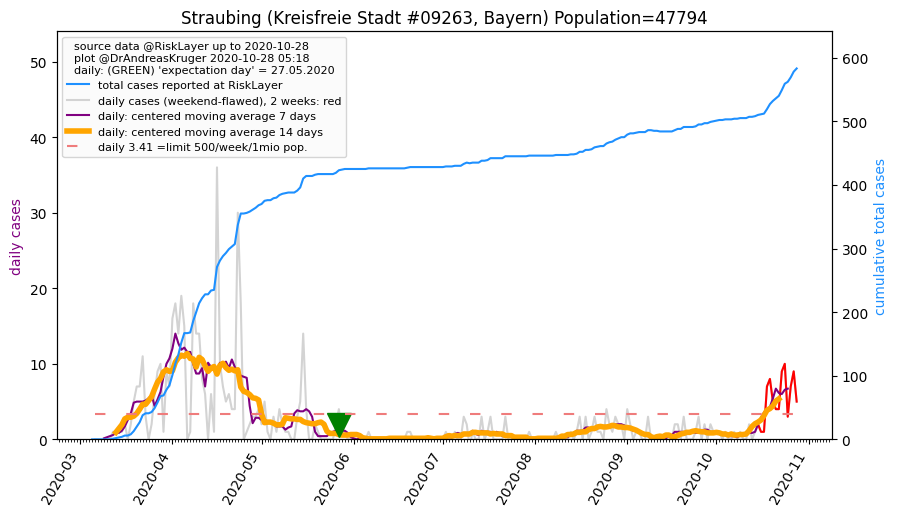 Straubing (Kreisfreie Stadt #09263, Bayern) Population=47794
source data @RiskLayer up to 2020-10-28
plot @DrAndreasKruger 2020-10-28 05:18
daily: (GREEN) 'expectation day' = 27.05.2020
total cases reported at RiskLayer
daily cases (weekend-flawed), 2 weeks: red
daily: centered moving average 7 days
daily: centered moving average 14 days
daily 3.41 =limit 500/week/1mio pop.
daily cases
50
40
30
20
10
0
cumulative total cases
600
500
400
300
200
100
0
2020-03
2020-04
2020-05
2020-06
2020-07
2020-08
2020-09
2020-10
2020-11